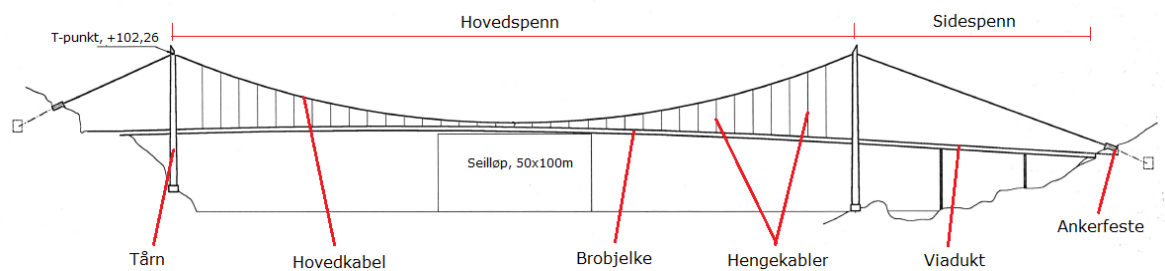 Hovedspenn
Sidespenn
T-punkt, +102,26
Seilløp, 50x100m
Tårn
Hovedkabel
Brobjelke
Hengekabler
Viadukt
Ankerfeste